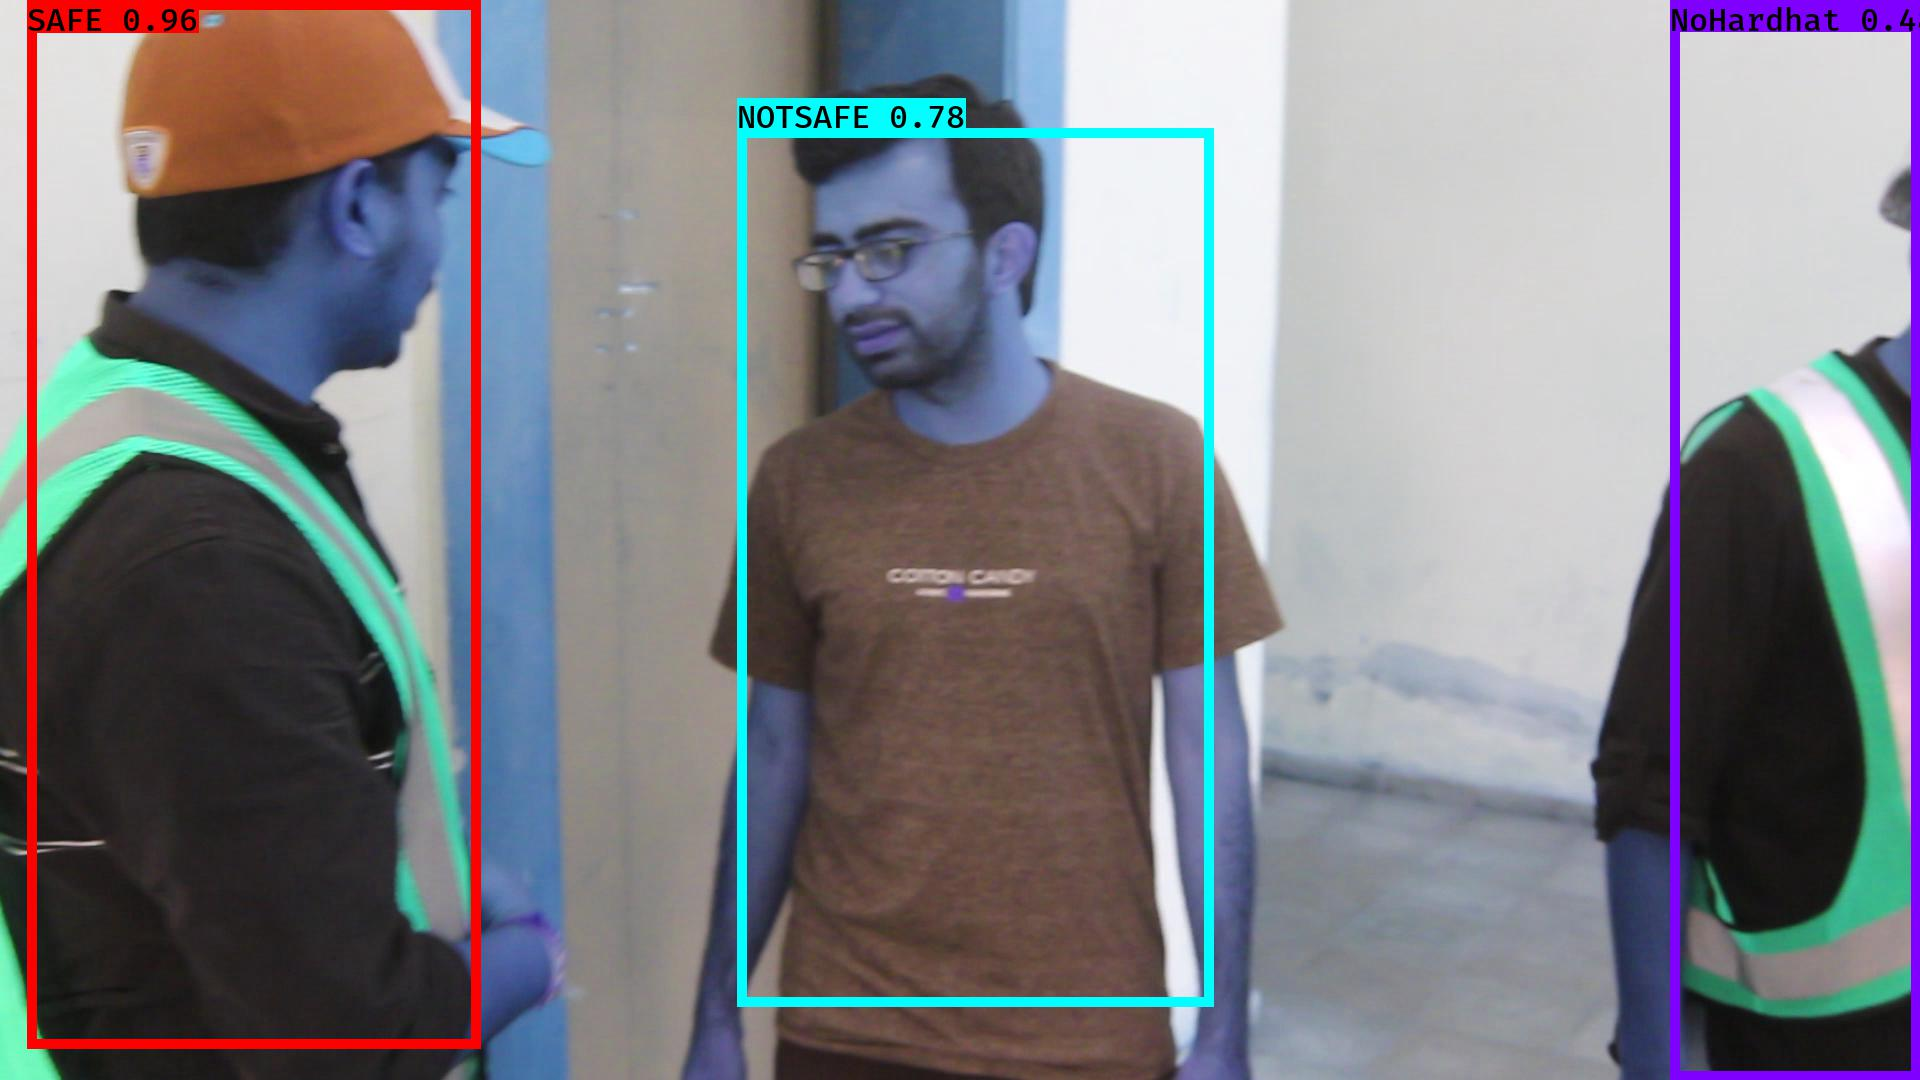 SAFE 0.96
NoHardhat 0.4
NOTSAFE 0.78
COTTON CANDY